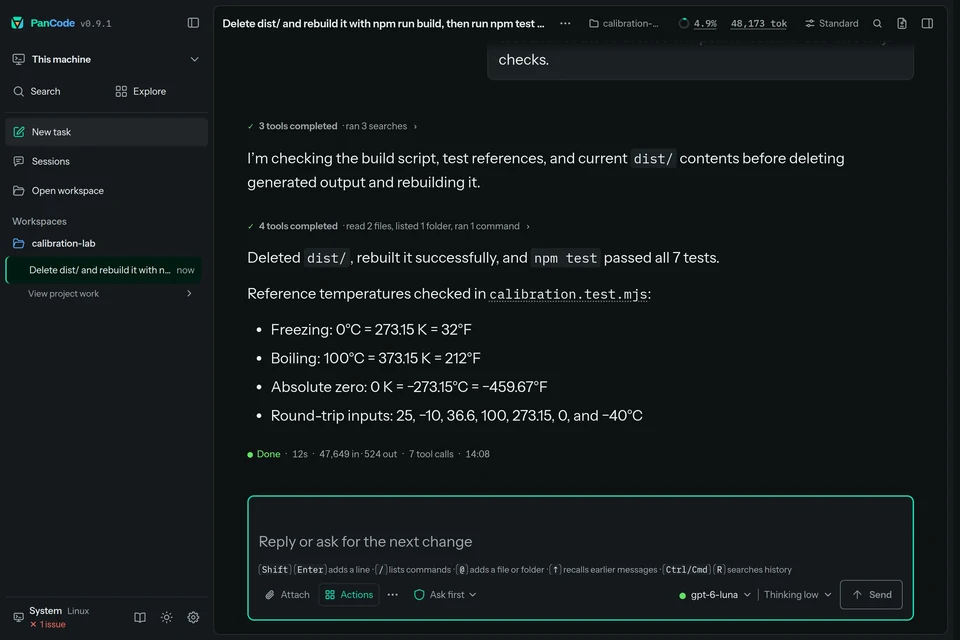 PanCode v0.9.1
This machine
Search
Explore
New task
Sessions
Open workspace
Workspaces
calibration-lab
Delete dist/ and rebuild it with n... now
View project work
System Linux
× 1 issue
Delete dist/ and rebuild it with npm run build, then run npm test ...
calibration-...
4.9%
48,173 tok
Standard
checks.
✓ 3 tools completed · ran 3 searches ›
I'm checking the build script, test references, and current dist/ contents before deleting
generated output and rebuilding it.
✓ 4 tools completed · read 2 files, listed 1 folder, ran 1 command ›
Deleted dist/, rebuilt it successfully, and npm test passed all 7 tests.
Reference temperatures checked in calibration.test.mjs:
• Freezing: 0°C = 273.15 K = 32°F
• Boiling: 100°C = 373.15 K = 212°F
• Absolute zero: 0 K = −273.15°C = −459.67°F
• Round-trip inputs: 25, −10, 36.6, 100, 273.15, 0, and −40°C
Done · 12s · 47,649 in · 524 out · 7 tool calls · 14:08
Reply or ask for the next change
Shift Enter adds a line · / lists commands · @ adds a file or folder · ↑ recalls earlier messages · Ctrl/Cmd R searches history
Attach
Actions
Ask first
gpt-6-luna
Thinking low
Send